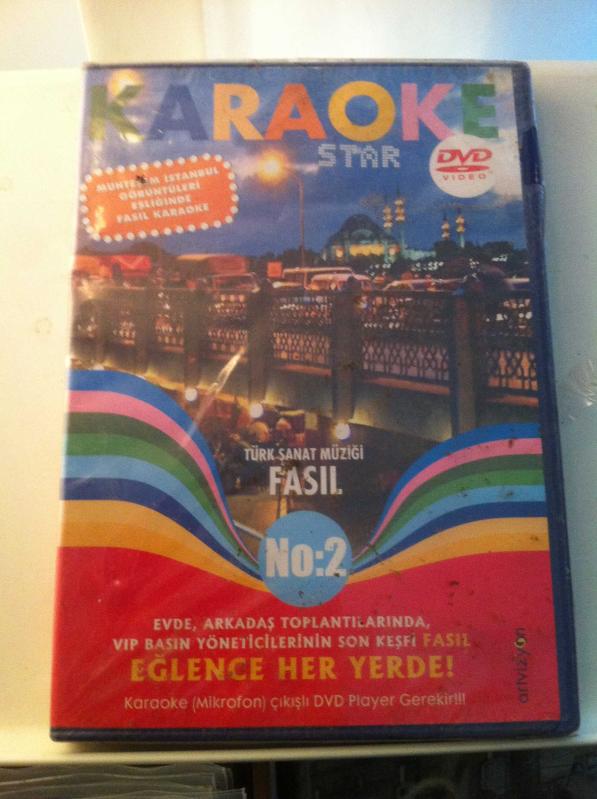 KARAOKE
STAR
DVD
VIDEO
MUHTEŞEM İSTANBUL
GÖRÜNTÜLERİ
EŞLİĞİNDE
FASIL KARAOKE
TÜRK SANAT MÜZİĞİ
FASIL
No:2
EVDE, ARKADAŞ TOPLANTILARINDA,
VIP BASIN YÖNETİCİLERİNİN SON KEŞFİ FASIL
EĞLENCE HER YERDE!
Karaoke (Mikrofon) çıkışlı DVD Player Gerekir!!!
artvizyon